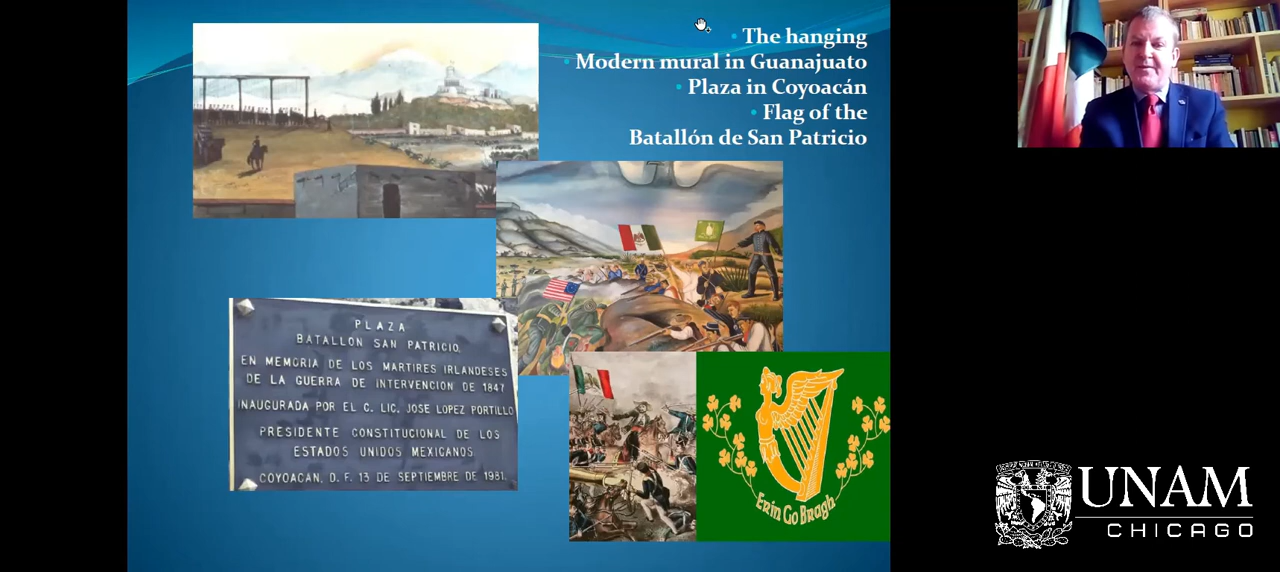 The hanging
Modern mural in Guanajuato
Plaza in Coyoacán
Flag of the
Batallón de San Patricio
PLAZA
BATALLON SAN PATRICIO.
EN MEMORIA DE LOS MARTIRES IRLANDESES
DE LA GUERRA DE INTERVENCION DE 1847
INAUGURADA POR EL C. LIC. JOSE LOPEZ PORTILLO
PRESIDENTE CONSTITUCIONAL DE LOS
ESTADOS UNIDOS MEXICANOS
COYOACAN, D. F. 13 DE SEPTIEMBRE DE 1981.
Erin Go Bragh
UNAM
CHICAGO